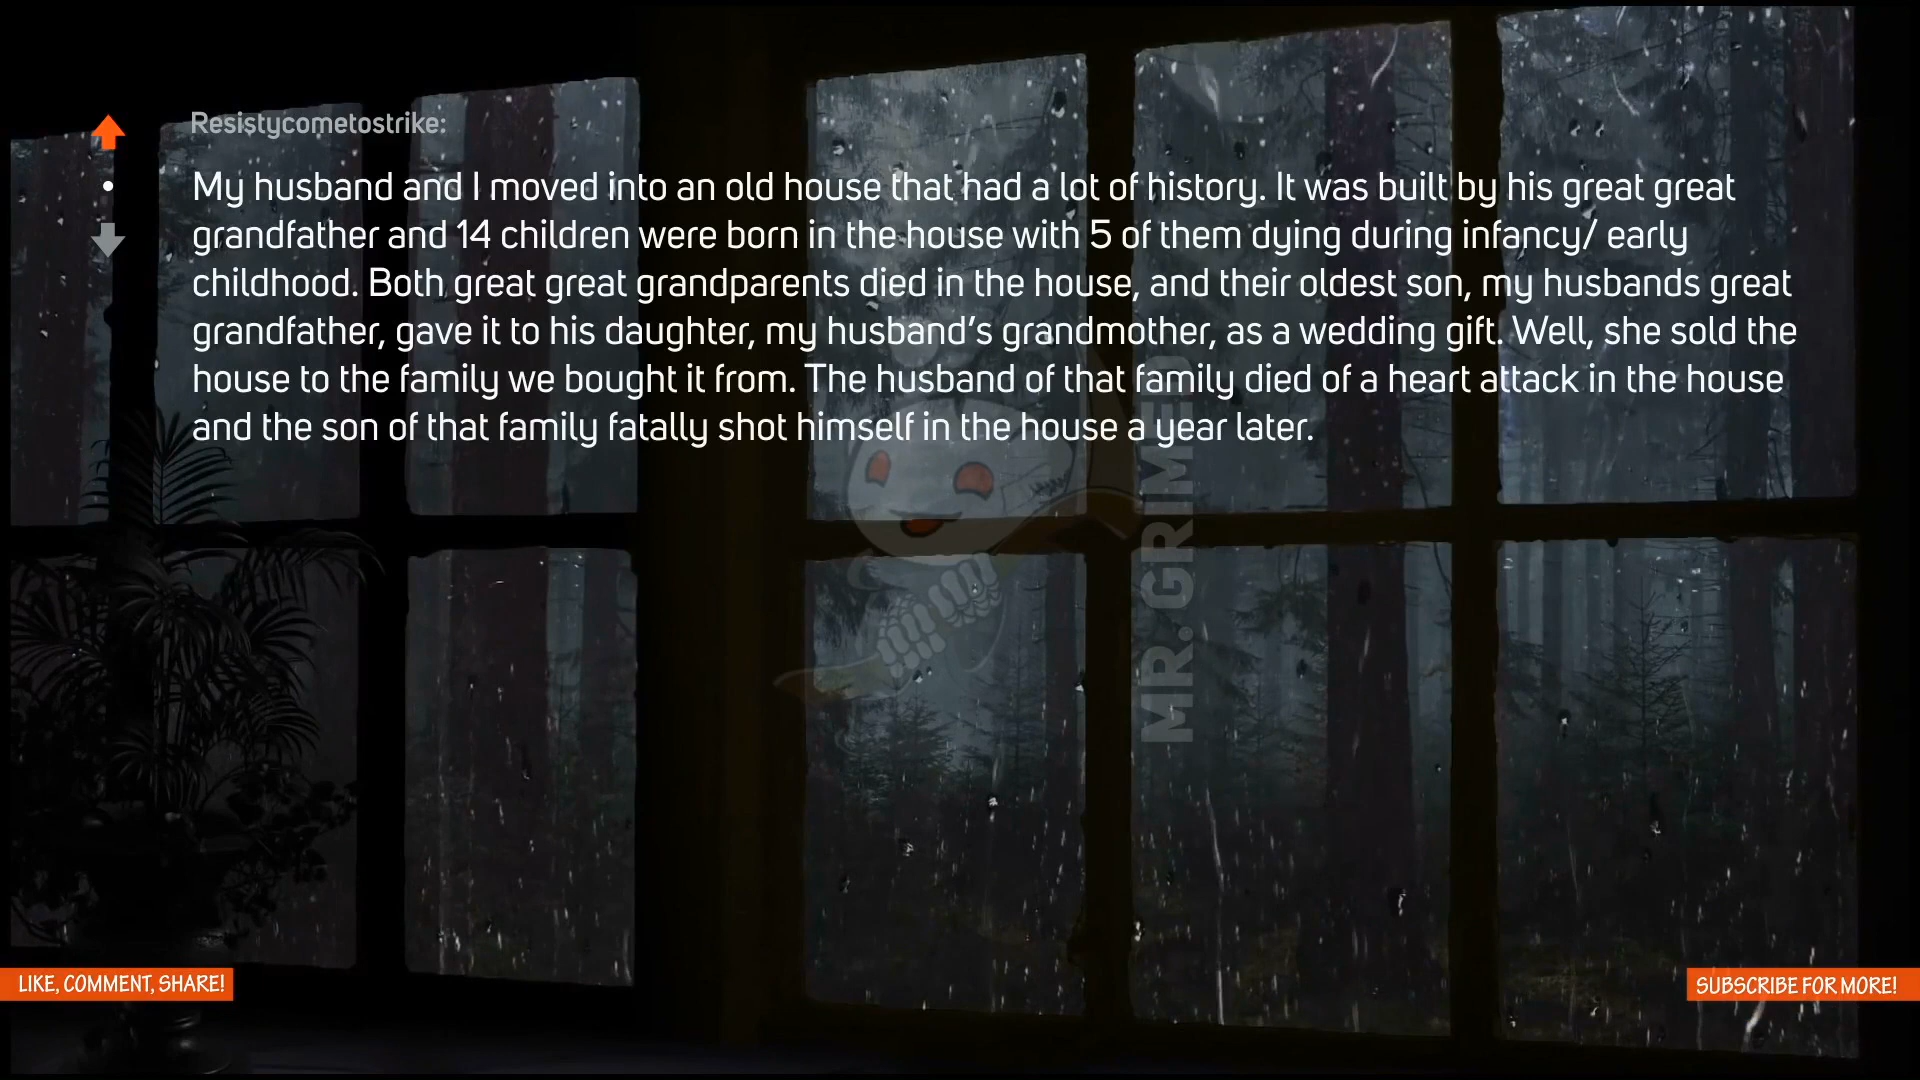 Resistycometostrike:
My husband and I moved into an old house that had a lot of history. It was built by his great great
grandfather and 14 children were born in the house with 5 of them dying during infancy/ early
childhood. Both great great grandparents died in the house, and their oldest son, my husbands great
grandfather, gave it to his daughter, my husband’s grandmother, as a wedding gift. Well, she sold the
house to the family we bought it from. The husband of that family died of a heart attack in the house
and the son of that family fatally shot himself in the house a year later.
MR. GRIMED
LIKE, COMMENT, SHARE!
SUBSCRIBE FOR MORE!